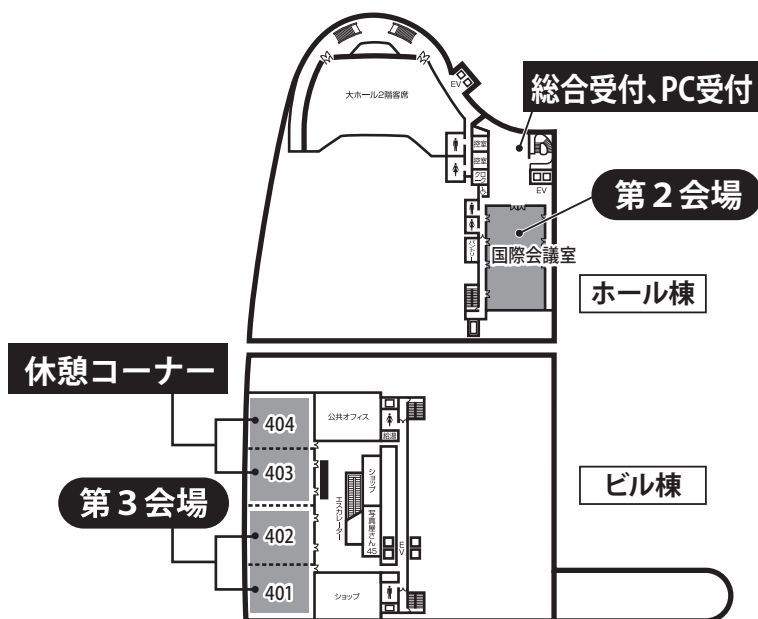 EV
大ホール2階客席
総合受付、PC受付
控室
控室
クローク
EV
第2会場
パントリー
国際会議室
ホール棟
休憩コーナー
404
公共オフィス
給湯
403
ショップ
エスカレーター
ビル棟
第3会場
402
写真屋さん45
EV
401
ショップ